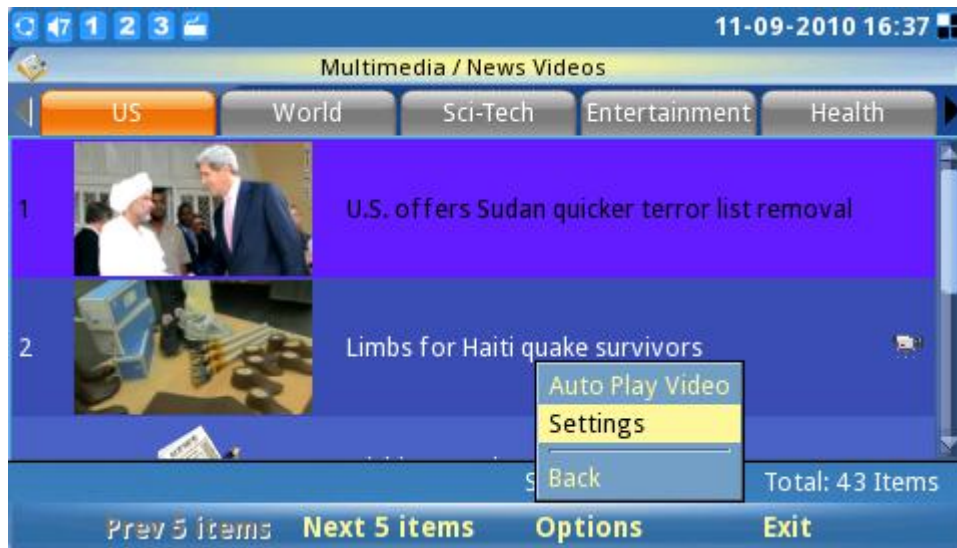 7 1 2 3 11-09-2010 16:37
Multimedia / News Videos
US World Sci-Tech Entertainment Health
1 U.S. offers Sudan quicker terror list removal
2 Limbs for Haiti quake survivors
Auto Play Video
Settings
Back
Total: 43 Items
Prev 5 items Next 5 items Options Exit